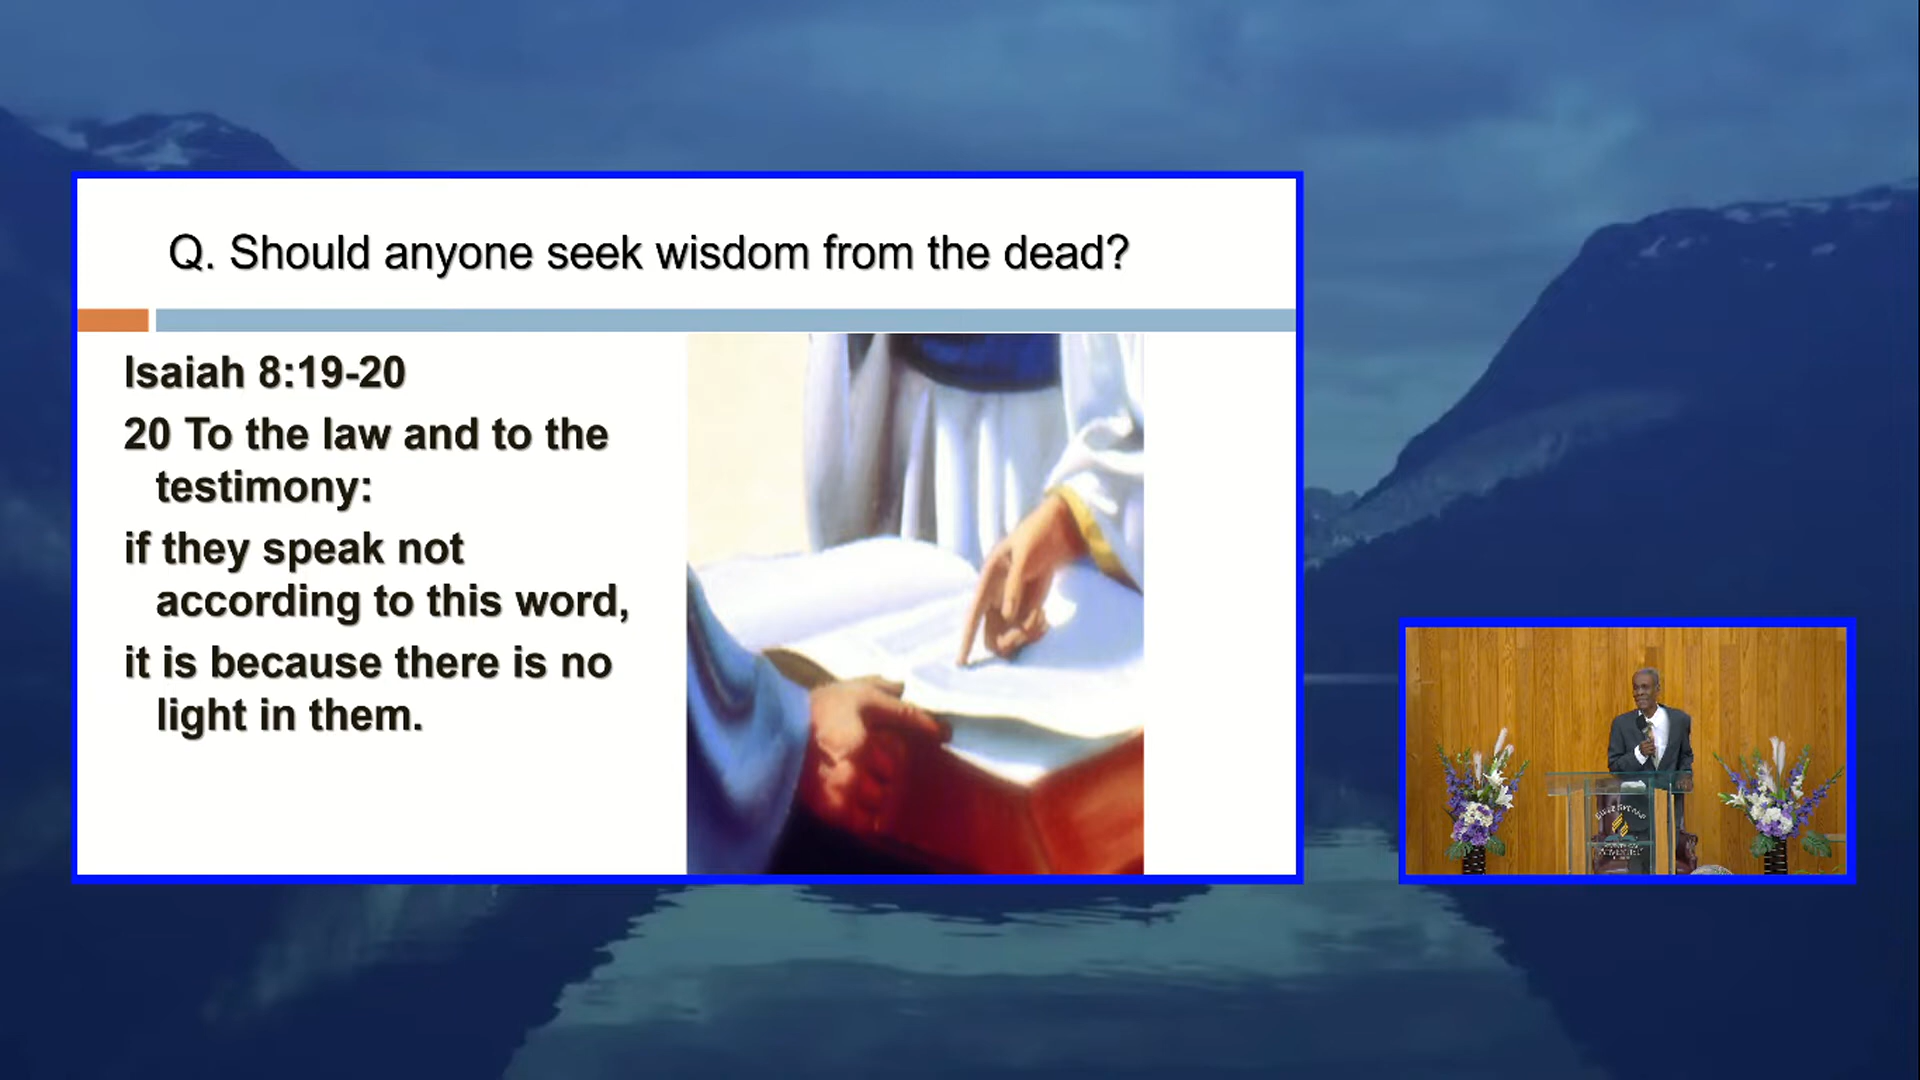 Q. Should anyone seek wisdom from the dead?
Isaiah 8:19-20
20 To the law and to the
testimony:
if they speak not
according to this word,
it is because there is no
light in them.